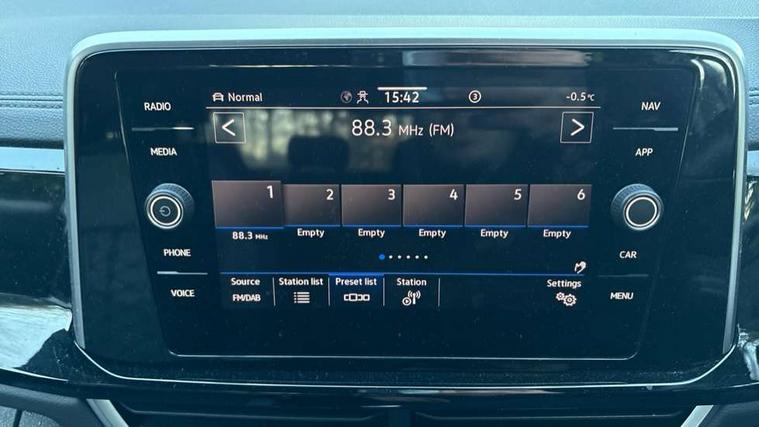 RADIO
MEDIA
PHONE
VOICE
Normal
15:42
3
-0.5°C
88.3 MHz (FM)
1 2 3 4 5 6
88.3 MHz Empty Empty Empty Empty Empty
Source Station list Preset list Station Settings
FM/DAB
NAV
APP
CAR
MENU